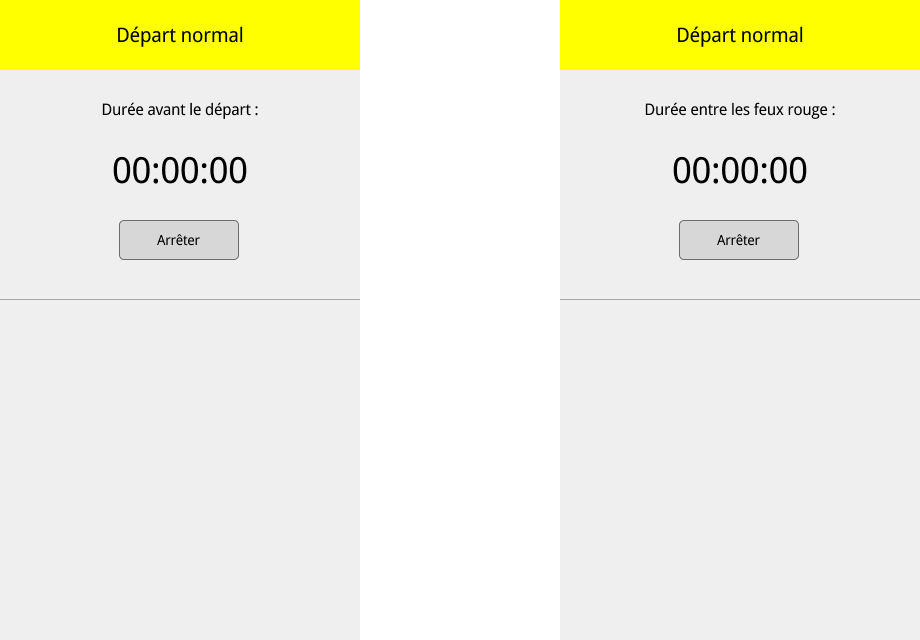 Départ normal
Durée avant le départ :
00:00:00
Arrêter
Départ normal
Durée entre les feux rouge :
00:00:00
Arrêter